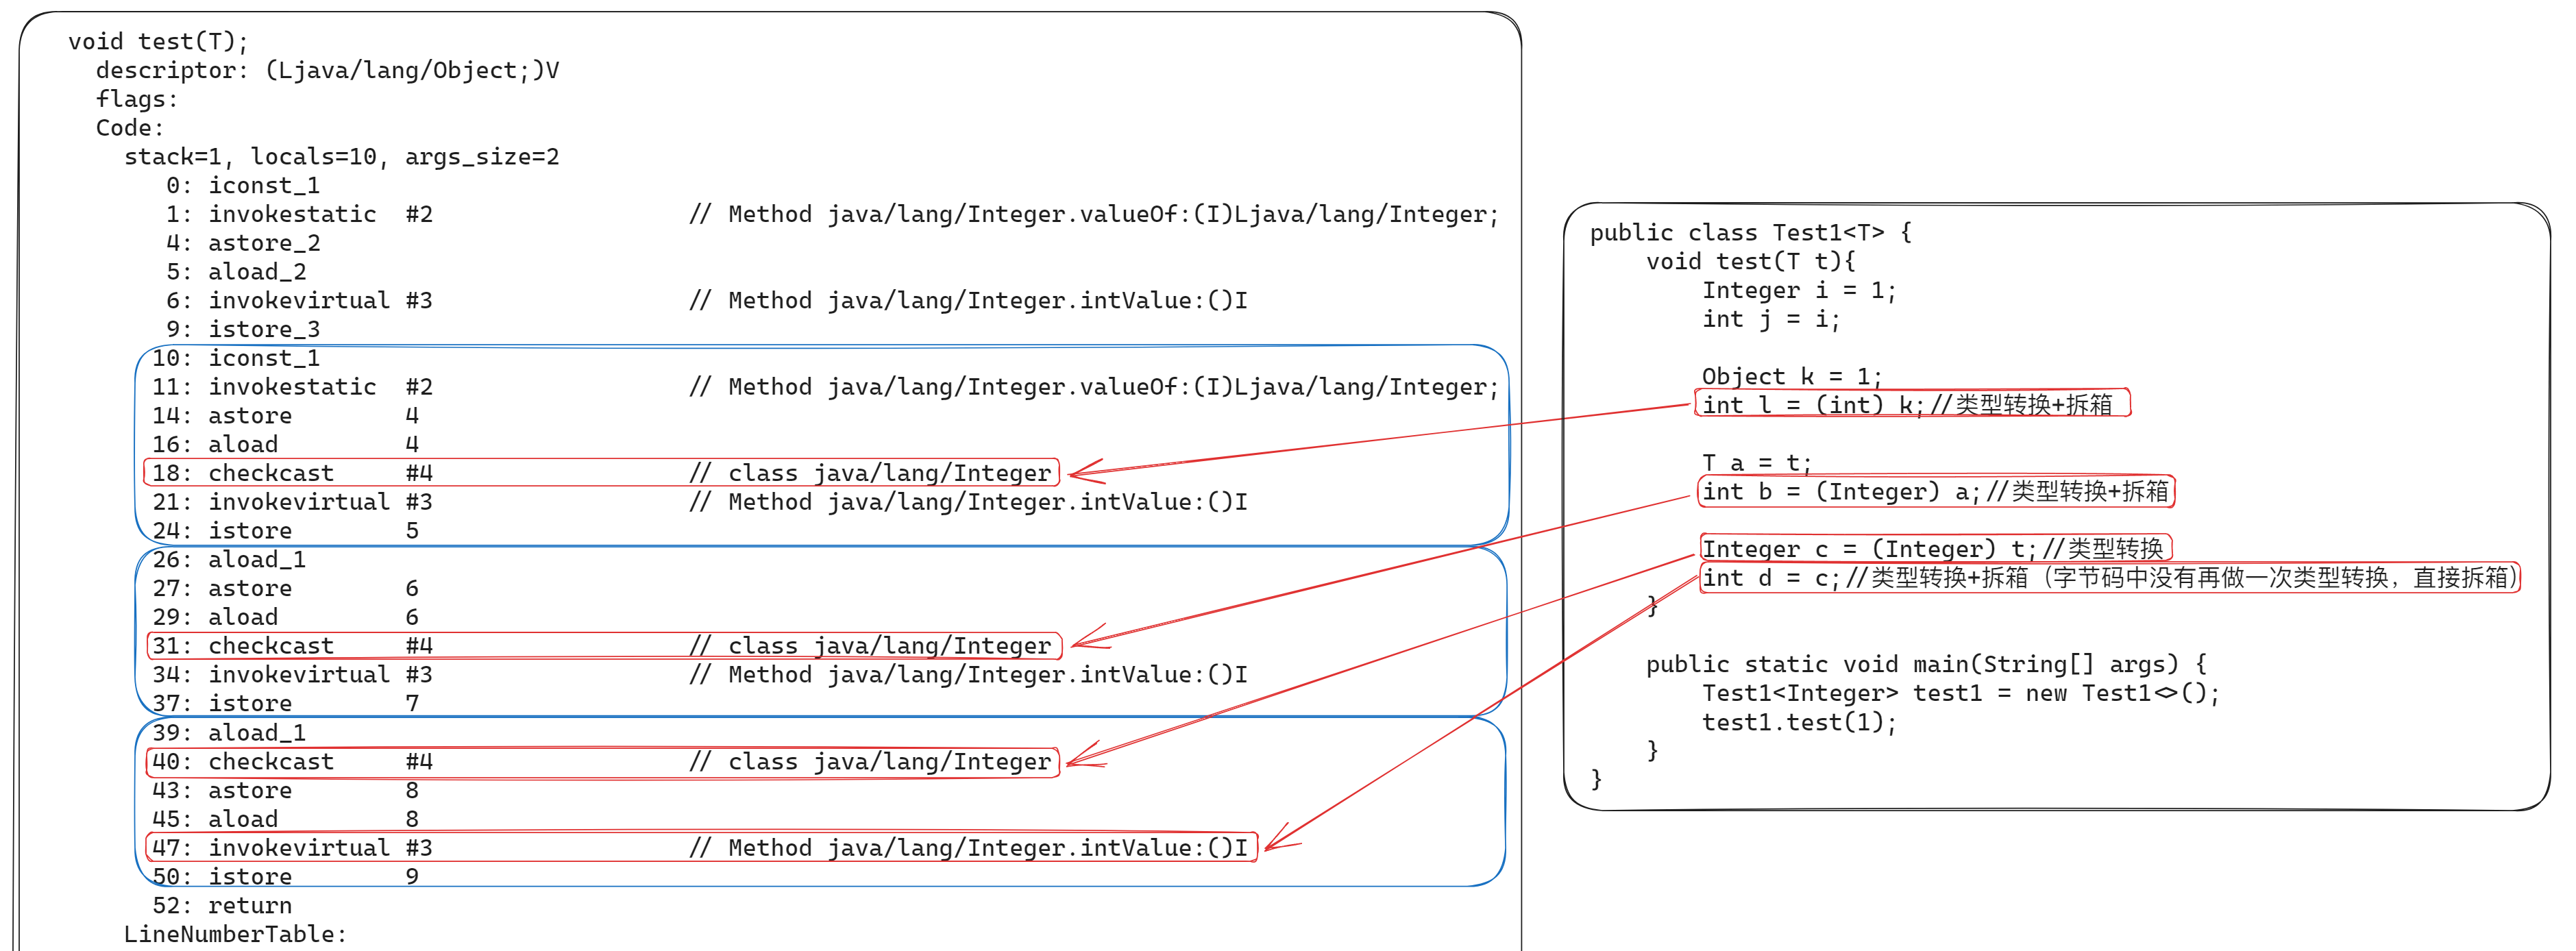 void test(T);
descriptor: (Ljava/lang/Object;)V
flags:
Code:
stack=1, locals=10, args_size=2
0: iconst_1
1: invokestatic #2 // Method java/lang/Integer.valueOf:(I)Ljava/lang/Integer;
4: astore_2
5: aload_2
6: invokevirtual #3 // Method java/lang/Integer.intValue:()I
9: istore_3
10: iconst_1
11: invokestatic #2 // Method java/lang/Integer.valueOf:(I)Ljava/lang/Integer;
14: astore 4
16: aload 4
18: checkcast #4 // class java/lang/Integer
21: invokevirtual #3 // Method java/lang/Integer.intValue:()I
24: istore 5
26: aload_1
27: astore 6
29: aload 6
31: checkcast #4 // class java/lang/Integer
34: invokevirtual #3 // Method java/lang/Integer.intValue:()I
37: istore 7
39: aload_1
40: checkcast #4 // class java/lang/Integer
43: astore 8
45: aload 8
47: invokevirtual #3 // Method java/lang/Integer.intValue:()I
50: istore 9
52: return
LineNumberTable:
public class Test1<T> {
void test(T t){
Integer i = 1;
int j = i;
Object k = 1;
int l = (int) k;//类型转换+拆箱
T a = t;
int b = (Integer) a;//类型转换+拆箱
Integer c = (Integer) t;//类型转换
int d = c;//类型转换+拆箱（字节码中没有再做一次类型转换，直接拆箱）
}
public static void main(String[] args) {
Test1<Integer> test1 = new Test1<>();
test1.test(1);
}
}